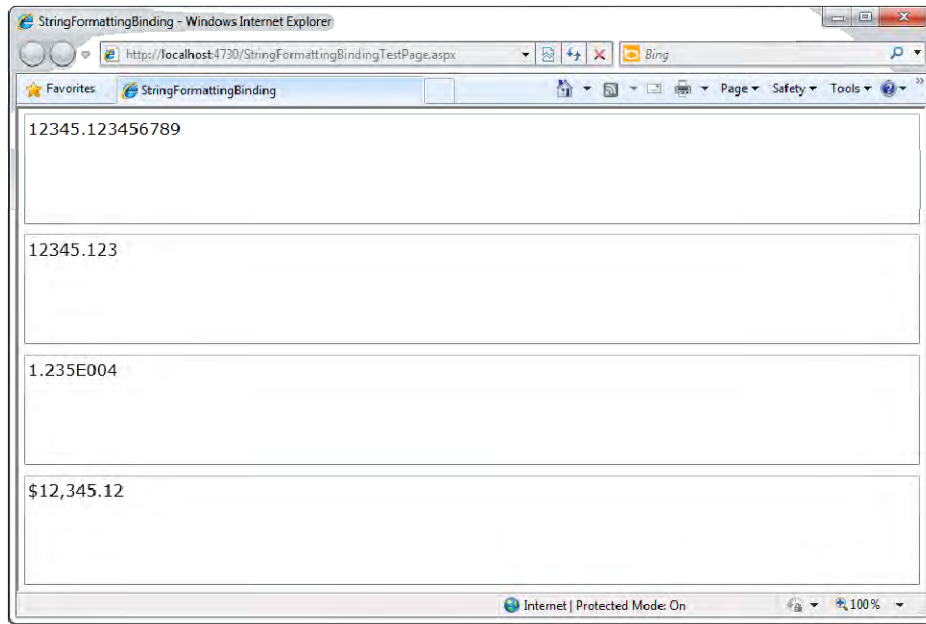 StringFormattingBinding - Windows Internet Explorer
http://localhost:4730/StringFormattingBindingTestPage.aspx
Bing
Favorites StringFormattingBinding Page Safety Tools
12345.123456789
12345.123
1.235E004
$12,345.12
Internet | Protected Mode: On 100%